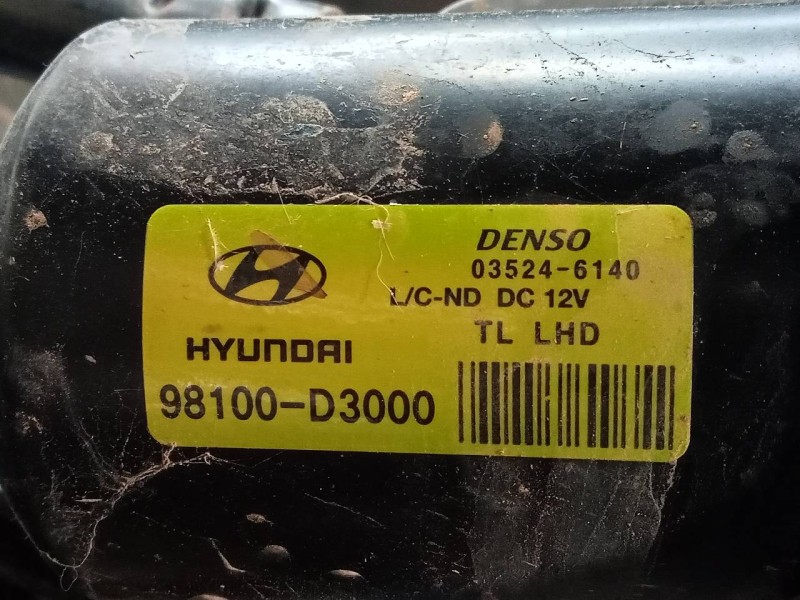 DENSO
03524-6140
L/C-ND DC 12V
TL LHD
HYUNDAI
98100-D3000